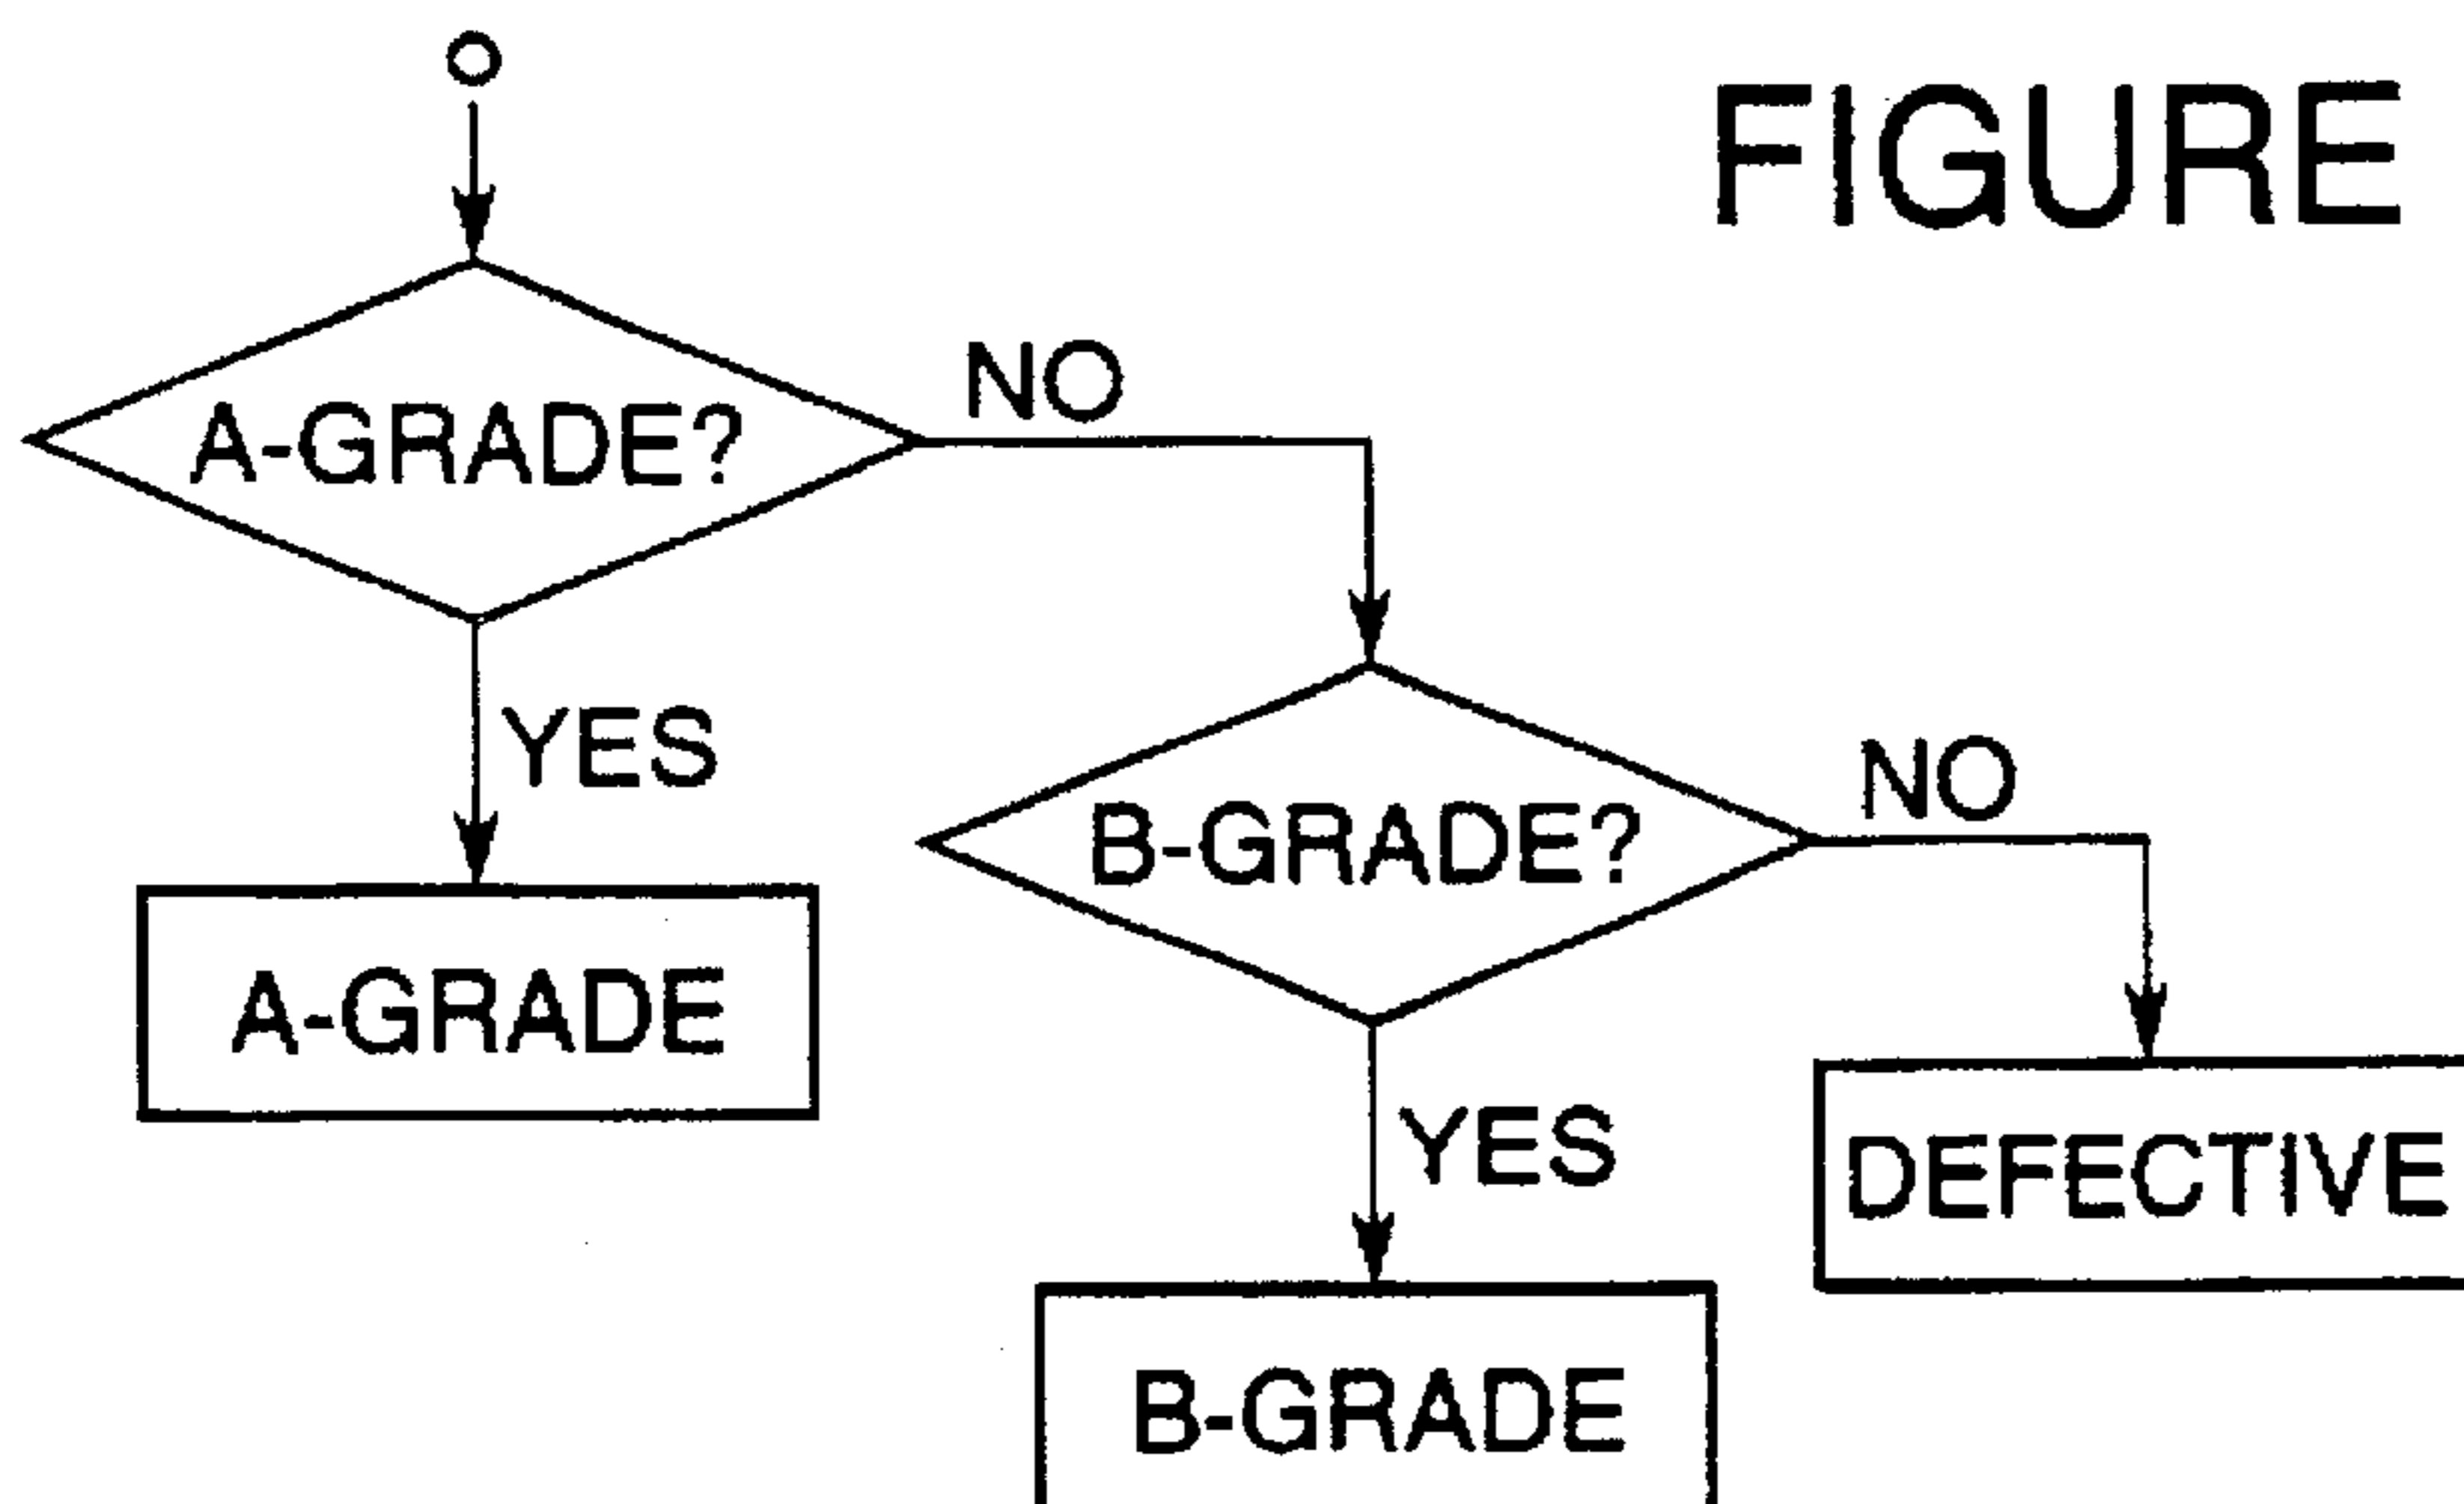 FIGURE
A-GRADE?
NO
YES
B-GRADE?
NO
A-GRADE
YES
DEFECTIVE
B-GRADE